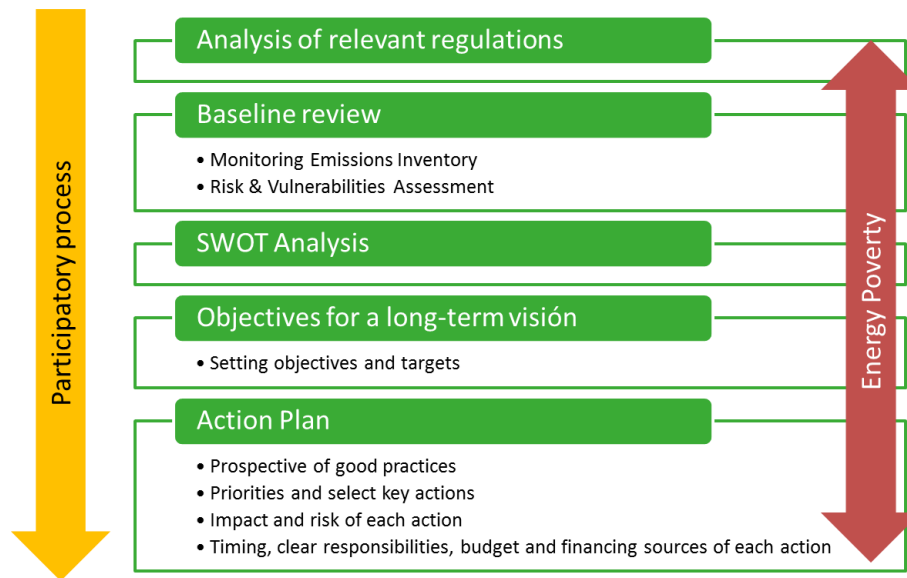 Participatory process
Analysis of relevant regulations
Baseline review
• Monitoring Emissions Inventory
• Risk & Vulnerabilities Assessment
SWOT Analysis
Objectives for a long-term visión
• Setting objectives and targets
Action Plan
• Prospective of good practices
• Priorities and select key actions
• Impact and risk of each action
• Timing, clear responsibilities, budget and financing sources of each action
Energy Poverty